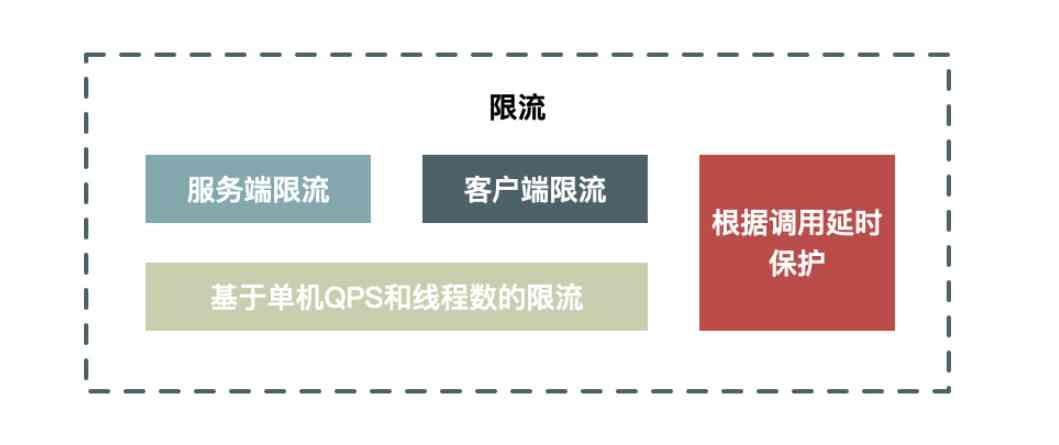 限流
服务端限流
客户端限流
根据调用延时
保护
基于单机QPS和线程数的限流